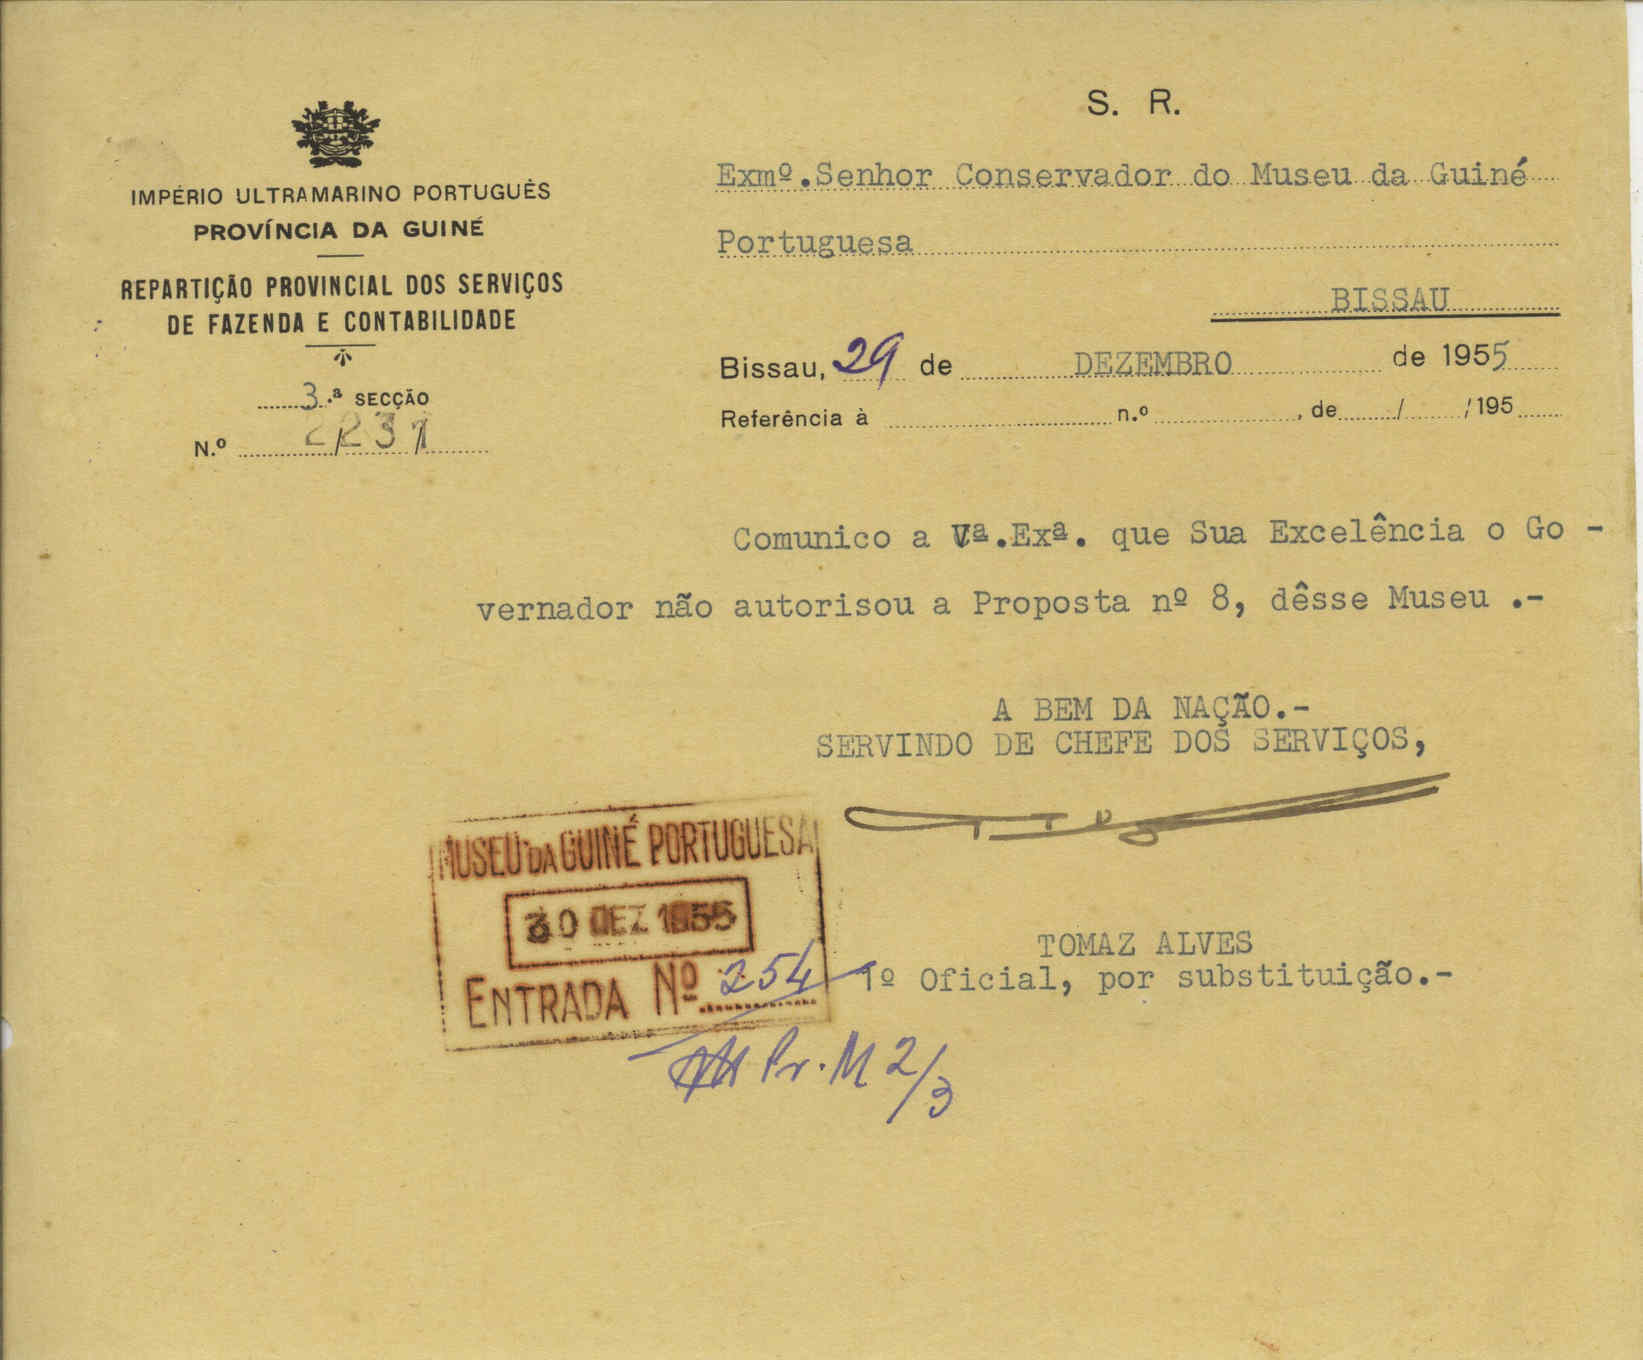 IMPÉRIO ULTRAMARINO PORTUGUÊS
PROVÍNCIA DA GUINÉ
REPARTIÇÃO PROVINCIAL DOS SERVIÇOS
DE FAZENDA E CONTABILIDADE
3.ª SECÇÃO
N.º 2231
S. R.
Exmº.Senhor Conservador do Museu da Guiné
Portuguesa
BISSAU
Bissau, 29 de DEZEMBRO de 1955
Referência à n.º , de / /195
Comunico a Vª.Exª. que Sua Excelência o Go -
vernador não autorisou a Proposta nº 8, dêsse Museu .-
A BEM DA NAÇÃO.-
SERVINDO DE CHEFE DOS SERVIÇOS,
TOMAZ ALVES
1º Oficial, por substituição.-
MUSEU DA GUINÉ PORTUGUESA
30 DEZ 1955
ENTRADA Nº 254
Pr. M 2/3